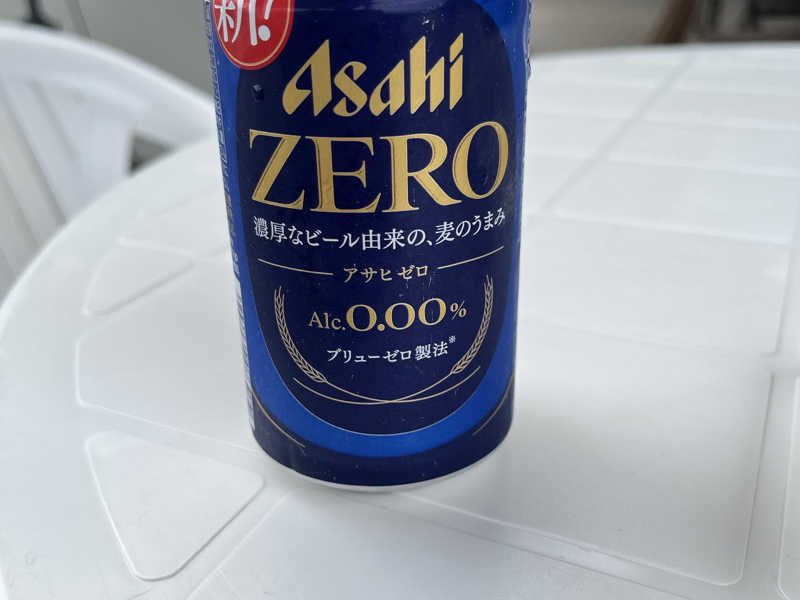 新!
Asahi
ZERO
濃厚なビール由来の、麦のうまみ
アサヒゼロ
Alc.0.00%
ブリューゼロ製法※